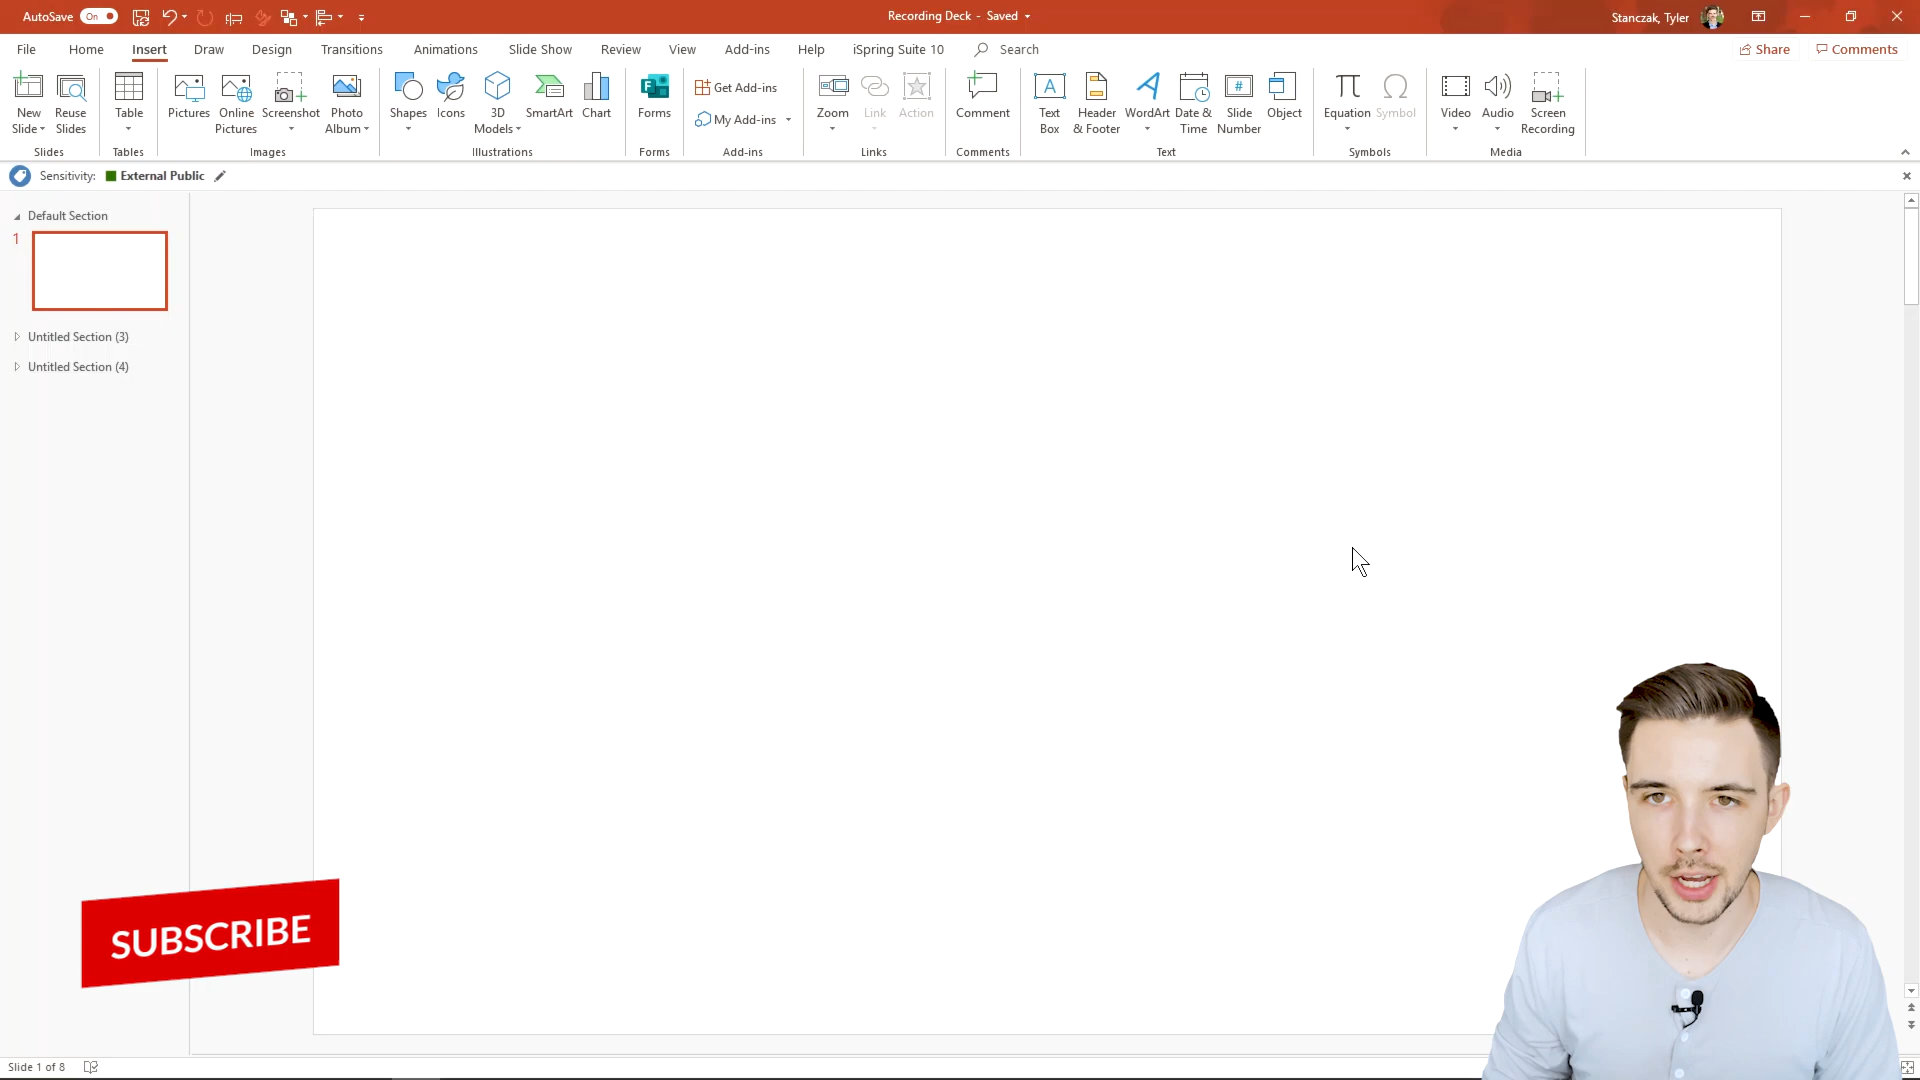 AutoSave On
Recording Deck - Saved
Stanczak, Tyler
File Home Insert Draw Design Transitions Animations Slide Show Review View Add-ins Help iSpring Suite 10 Search
Share Comments
New Slide
Reuse Slides
Table
Pictures
Online Pictures
Screenshot
Photo Album
Shapes
Icons
3D Models
SmartArt
Chart
Forms
Get Add-ins
My Add-ins
Zoom
Link
Action
Comment
Text Box
Header & Footer
WordArt
Date & Time
Slide Number
Object
Equation
Symbol
Video
Audio
Screen Recording
Slides Tables Images Illustrations Forms Add-ins Links Comments Text Symbols Media
Sensitivity: External Public
Default Section
1
Untitled Section (3)
Untitled Section (4)
SUBSCRIBE
Slide 1 of 8